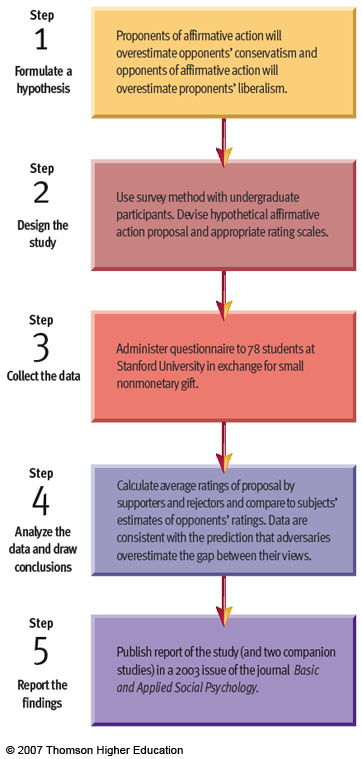 Step
1
Formulate a
hypothesis
Proponents of affirmative action will
overestimate opponents' conservatism and
opponents of affirmative action will
overestimate proponents' liberalism.
Step
2
Design the
study
Use survey method with undergraduate
participants. Devise hypothetical affirmative
action proposal and appropriate rating scales.
Step
3
Collect the data
Administer questionnaire to 78 students at
Stanford University in exchange for small
nonmonetary gift.
Step
4
Analyze the
data and draw
conclusions
Calculate average ratings of proposal by
supporters and rejectors and compare to subjects'
estimates of opponents' ratings. Data are
consistent with the prediction that adversaries
overestimate the gap between their views.
Step
5
Report the
findings
Publish report of the study (and two companion
studies) in a 2003 issue of the journal Basic
and Applied Social Psychology.
© 2007 Thomson Higher Education